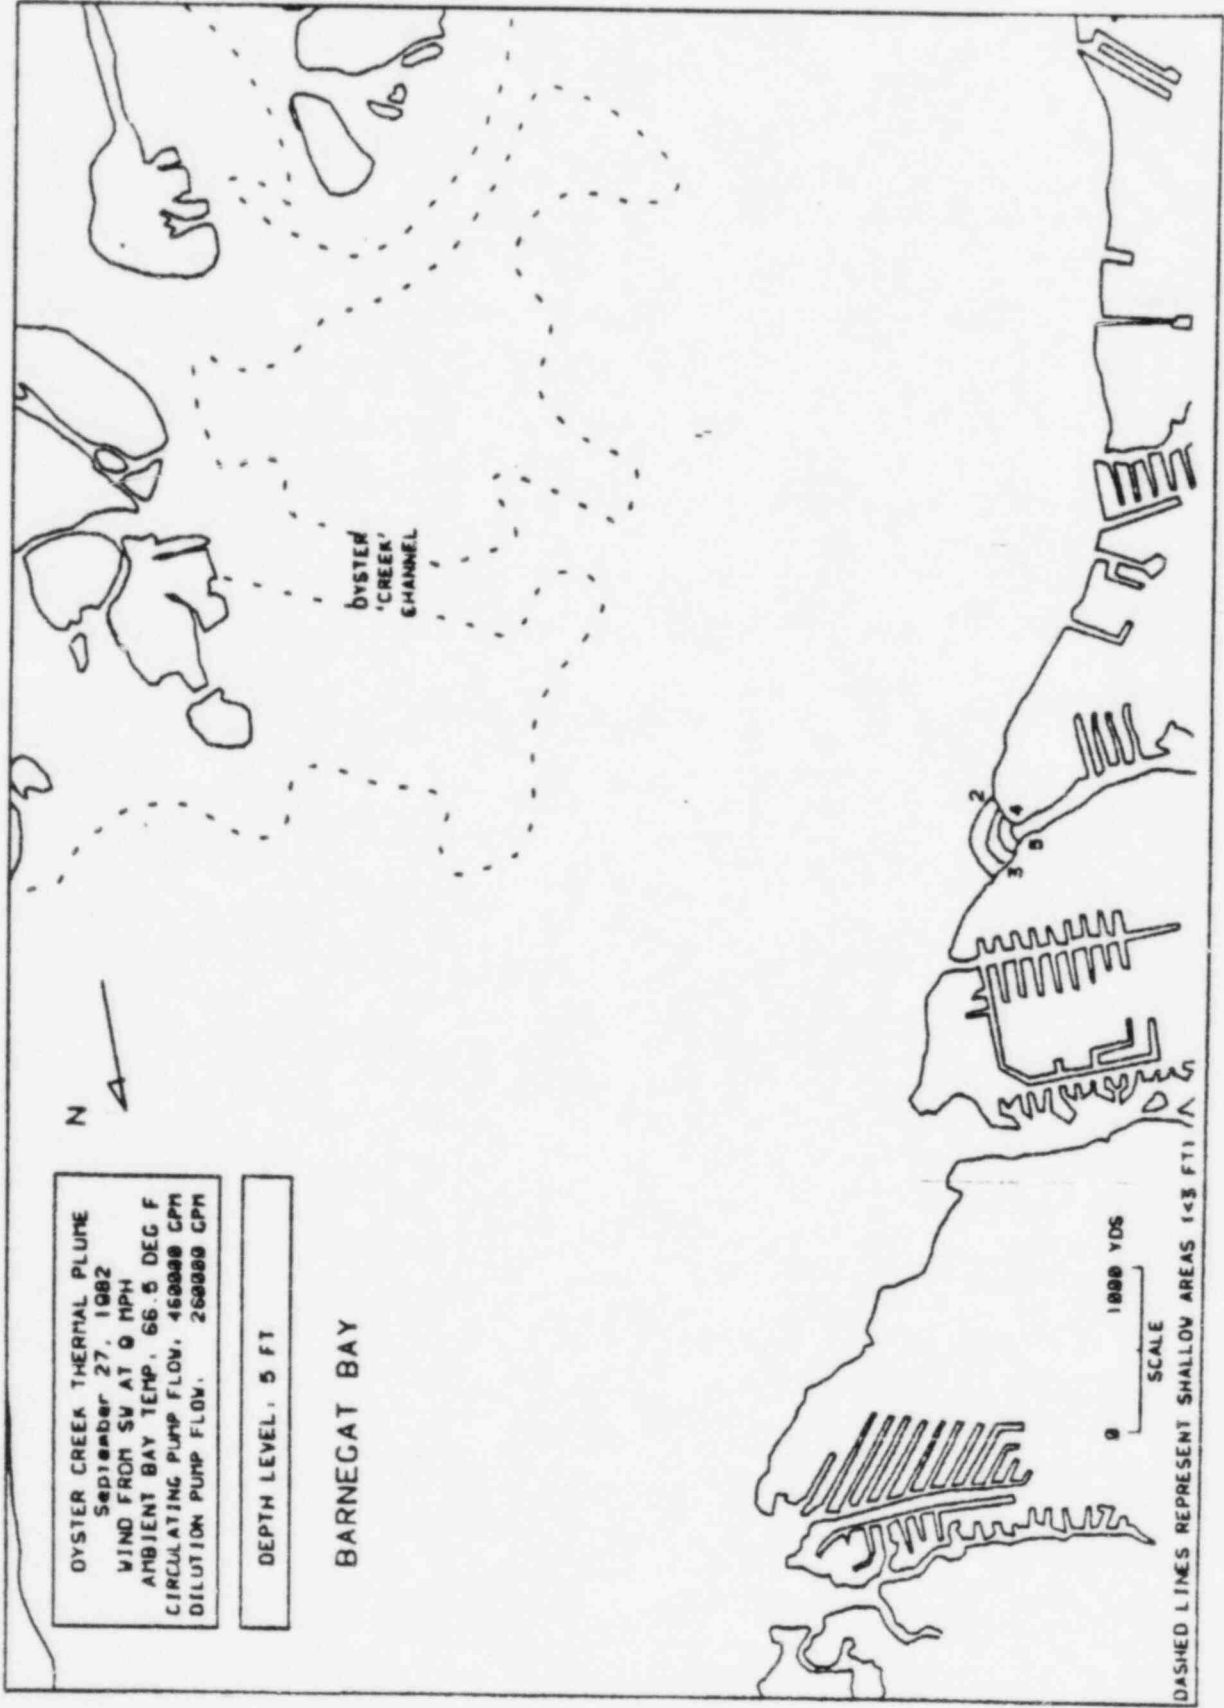 OYSTER CREEK THERMAL PLUME
September 27, 1982
WIND FROM SW AT 9 MPH
AMBIENT BAY TEMP. 66.5 DEG F
CIRCULATING PUMP FLOW. 460000 GPM
DILUTION PUMP FLOW. 260000 GPM
DEPTH LEVEL. 5 FT
N
BARNEGAT BAY
OYSTER
CREEK
CHANNEL
2
3
4
5
0 1000 YDS
SCALE
DASHED LINES REPRESENT SHALLOW AREAS (<3 FT)